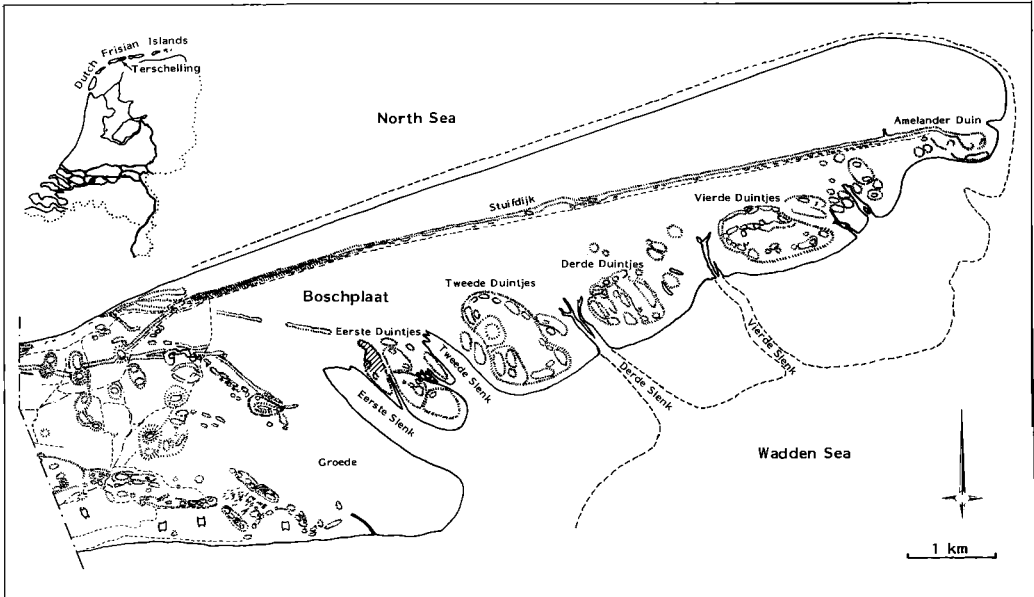 Dutch Frisian Islands
Terschelling
North Sea
Amelander Duin
Stuifdijk
Vierde Duintjes
Derde Duintjes
Tweede Duintjes
Boschplaat
Eerste Duintjes
Tweede Slenk
Vierde Slenk
Derde Slenk
Eerste Slenk
Groede
Wadden Sea
1 km